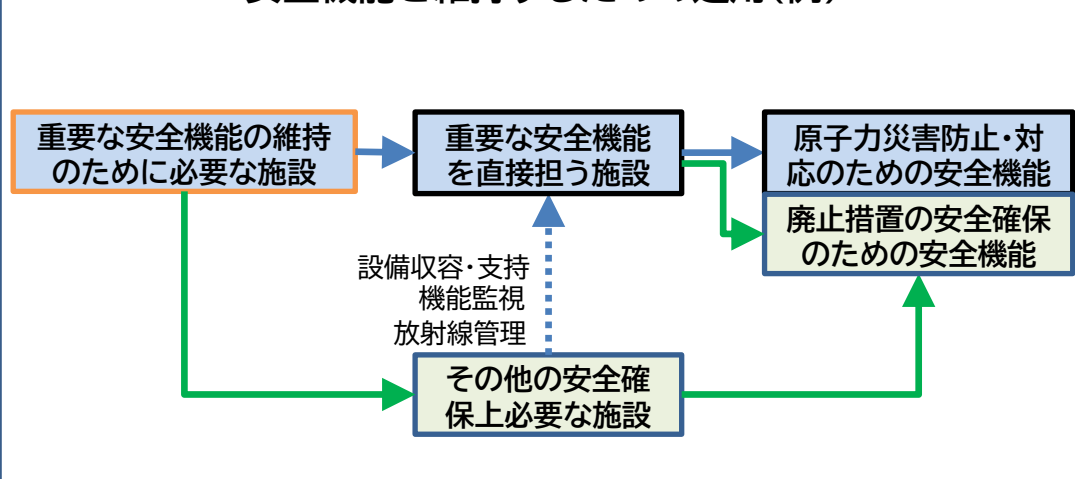 重要な安全機能の維持
のために必要な施設
重要な安全機能
を直接担う施設
原子力災害防止・対
応のための安全機能
廃止措置の安全確保
のための安全機能
設備収容・支持
機能監視
放射線管理
その他の安全確
保上必要な施設